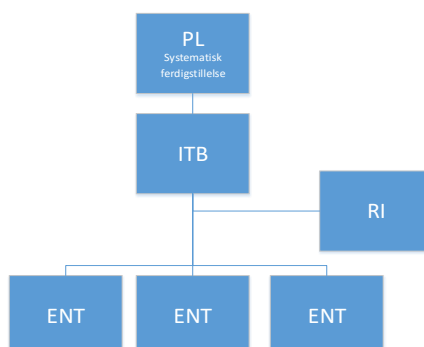 PL
Systematisk
ferdigstillelse
ITB
RI
ENT
ENT
ENT